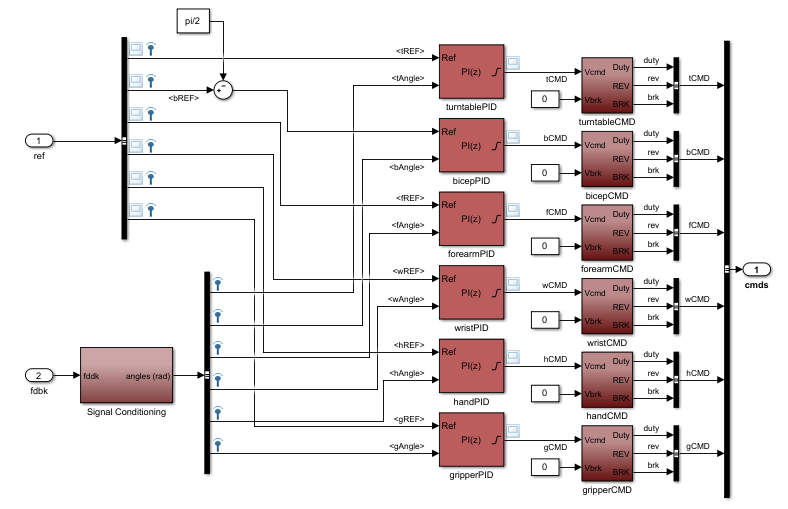 pi/2
<tREF>
Ref
PI(z)
<tAngle>
turntablePID
tCMD
0
Vcmd
Vbrk
Duty
REV
BRK
turntableCMD
duty
rev
brk
tCMD
<bREF>
+
-
Ref
PI(z)
<bAngle>
bicepPID
bCMD
0
Vcmd
Vbrk
Duty
REV
BRK
bicepCMD
duty
rev
brk
bCMD
1
ref
<fREF>
Ref
PI(z)
<fAngle>
forearmPID
fCMD
0
Vcmd
Vbrk
Duty
REV
BRK
forearmCMD
duty
rev
brk
fCMD
<wREF>
Ref
PI(z)
<wAngle>
wristPID
wCMD
0
Vcmd
Vbrk
Duty
REV
BRK
wristCMD
duty
rev
brk
wCMD
1
cmds
<hREF>
Ref
PI(z)
<hAngle>
handPID
hCMD
0
Vcmd
Vbrk
Duty
REV
BRK
handCMD
duty
rev
brk
hCMD
2
fdbk
fddk
angles (rad)
Signal Conditioning
<gREF>
Ref
PI(z)
<gAngle>
gripperPID
gCMD
0
Vcmd
Vbrk
Duty
REV
BRK
gripperCMD
duty
rev
brk
gCMD